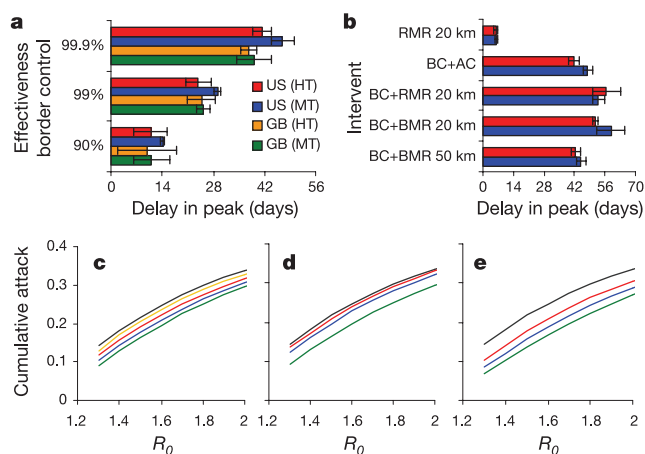 a
Effectiveness
border control
99.9%
99%
90%
US (HT)
US (MT)
GB (HT)
GB (MT)
0 14 28 42 56
Delay in peak (days)
b
Intervent
RMR 20 km
BC+AC
BC+RMR 20 km
BC+BMR 20 km
BC+BMR 50 km
0 14 28 42 56 70
Delay in peak (days)
Cumulative attack
0.4
0.3
0.2
0.1
0
c
1.2 1.4 1.6 1.8 2
R0
d
1.2 1.4 1.6 1.8 2
R0
e
1.2 1.4 1.6 1.8 2
R0